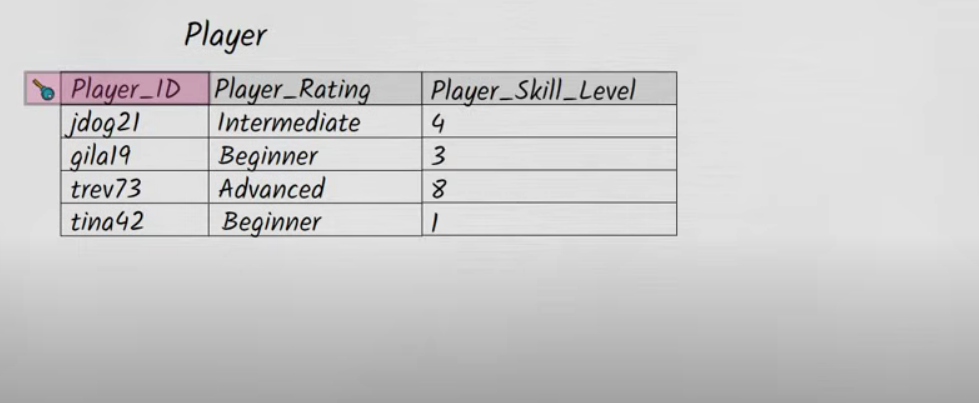 Player
Player_ID Player_Rating Player_Skill_Level
jdog21 Intermediate 4
gila19 Beginner 3
trev73 Advanced 8
tina42 Beginner 1